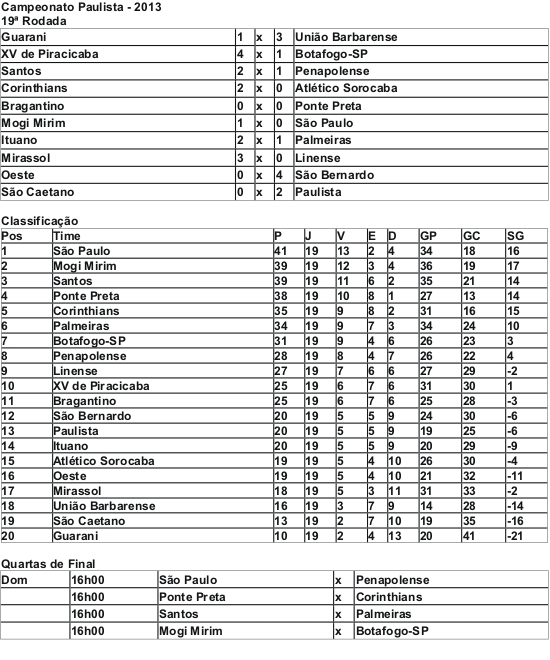 Campeonato Paulista - 2013
19ª Rodada
Guarani 1 x 3 União Barbarense
XV de Piracicaba 4 x 1 Botafogo-SP
Santos 2 x 1 Penapolense
Corinthians 2 x 0 Atlético Sorocaba
Bragantino 0 x 0 Ponte Preta
Mogi Mirim 1 x 0 São Paulo
Ituano 2 x 1 Palmeiras
Mirassol 3 x 0 Linense
Oeste 0 x 4 São Bernardo
São Caetano 0 x 2 Paulista
Classificação
Pos Time P J V E D GP GC SG
1 São Paulo 41 19 13 2 4 34 18 16
2 Mogi Mirim 39 19 12 3 4 36 19 17
3 Santos 39 19 11 6 2 35 21 14
4 Ponte Preta 38 19 10 8 1 27 13 14
5 Corinthians 35 19 9 8 2 31 16 15
6 Palmeiras 34 19 9 7 3 34 24 10
7 Botafogo-SP 31 19 9 4 6 26 23 3
8 Penapolense 28 19 8 4 7 26 22 4
9 Linense 27 19 7 6 6 27 29 -2
10 XV de Piracicaba 25 19 6 7 6 31 30 1
11 Bragantino 25 19 6 7 6 25 28 -3
12 São Bernardo 20 19 5 5 9 24 30 -6
13 Paulista 20 19 5 5 9 19 25 -6
14 Ituano 20 19 5 5 9 20 29 -9
15 Atlético Sorocaba 19 19 5 4 10 26 30 -4
16 Oeste 19 19 5 4 10 21 32 -11
17 Mirassol 18 19 5 3 11 31 33 -2
18 União Barbarense 16 19 3 7 9 14 28 -14
19 São Caetano 13 19 2 7 10 19 35 -16
20 Guarani 10 19 2 4 13 20 41 -21
Quartas de Final
Dom 16h00 São Paulo x Penapolense
16h00 Ponte Preta x Corinthians
16h00 Santos x Palmeiras
16h00 Mogi Mirim x Botafogo-SP